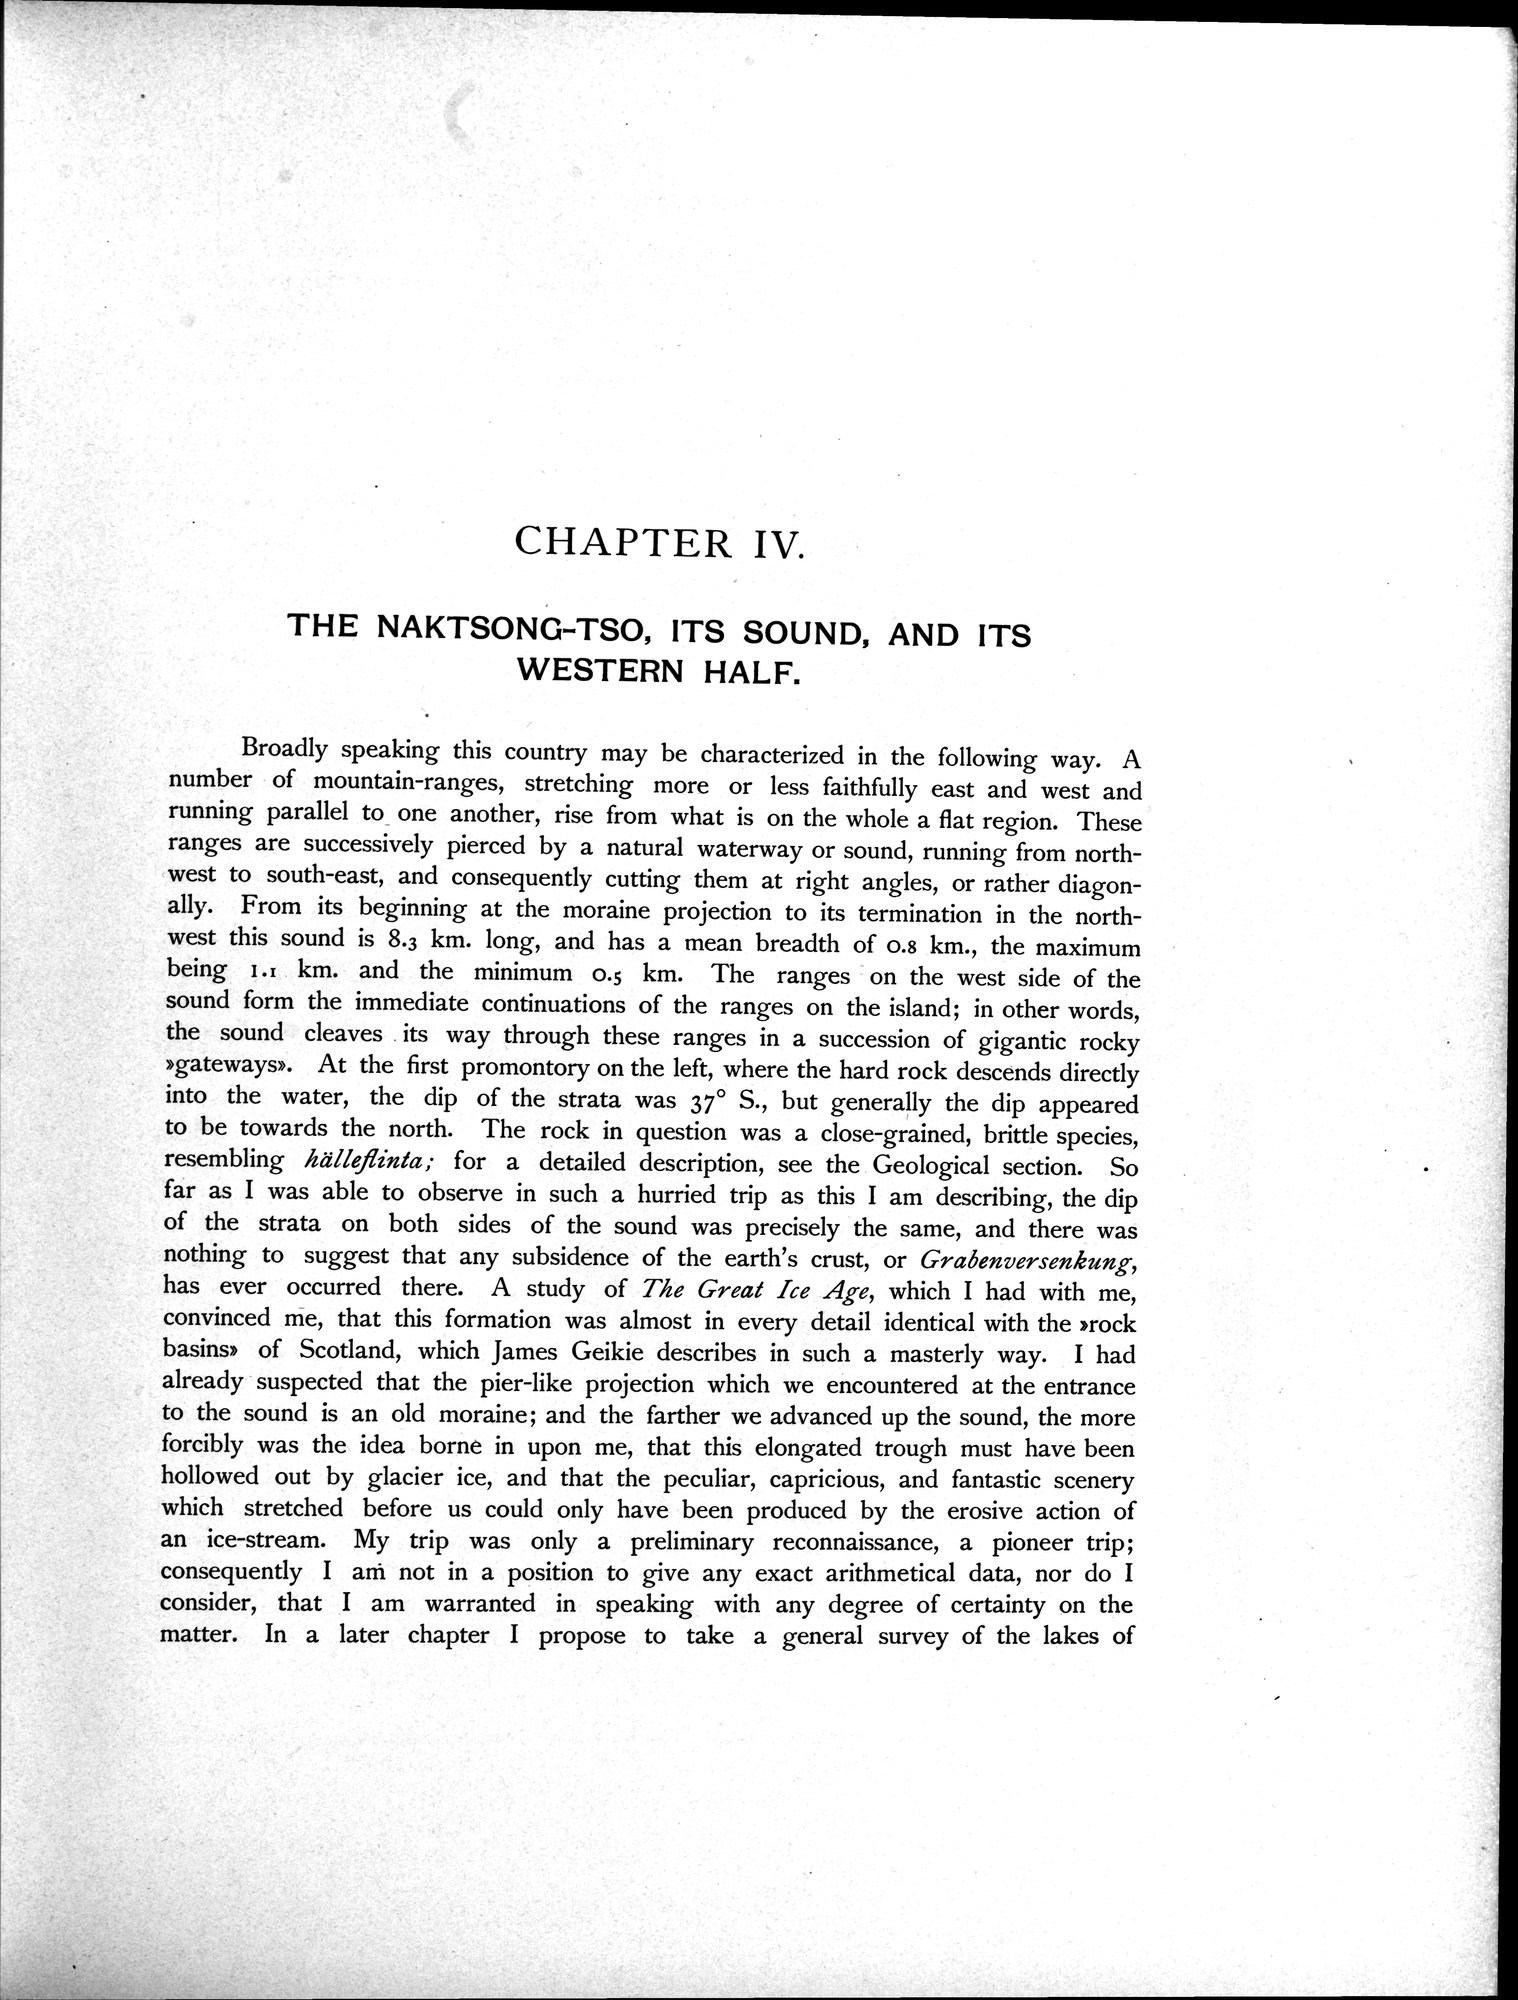 CHAPTER IV.
THE NAKTSONG-TSO, ITS SOUND, AND ITS
WESTERN HALF.
Broadly speaking this country may be characterized in the following way. A
number of mountain-ranges, stretching more or less faithfully east and west and
running parallel to one another, rise from what is on the whole a flat region. These
ranges are successively pierced by a natural waterway or sound, running from north-
west to south-east, and consequently cutting them at right angles, or rather diagon-
ally. From its beginning at the moraine projection to its termination in the north-
west this sound is 8.3 km. long, and has a mean breadth of 0.8 km., the maximum
being 1.1 km. and the minimum 0.5 km. The ranges on the west side of the
sound form the immediate continuations of the ranges on the island; in other words,
the sound cleaves its way through these ranges in a succession of gigantic rocky
»gateways». At the first promontory on the left, where the hard rock descends directly
into the water, the dip of the strata was 37° S., but generally the dip appeared
to be towards the north. The rock in question was a close-grained, brittle species,
resembling hälleflinta; for a detailed description, see the Geological section. So
far as I was able to observe in such a hurried trip as this I am describing, the dip
of the strata on both sides of the sound was precisely the same, and there was
nothing to suggest that any subsidence of the earth's crust, or Grabenversenkung,
has ever occurred there. A study of The Great Ice Age, which I had with me,
convinced me, that this formation was almost in every detail identical with the »rock
basins» of Scotland, which James Geikie describes in such a masterly way. I had
already suspected that the pier-like projection which we encountered at the entrance
to the sound is an old moraine; and the farther we advanced up the sound, the more
forcibly was the idea borne in upon me, that this elongated trough must have been
hollowed out by glacier ice, and that the peculiar, capricious, and fantastic scenery
which stretched before us could only have been produced by the erosive action of
an ice-stream. My trip was only a preliminary reconnaissance, a pioneer trip;
consequently I am not in a position to give any exact arithmetical data, nor do I
consider, that I am warranted in speaking with any degree of certainty on the
matter. In a later chapter I propose to take a general survey of the lakes of